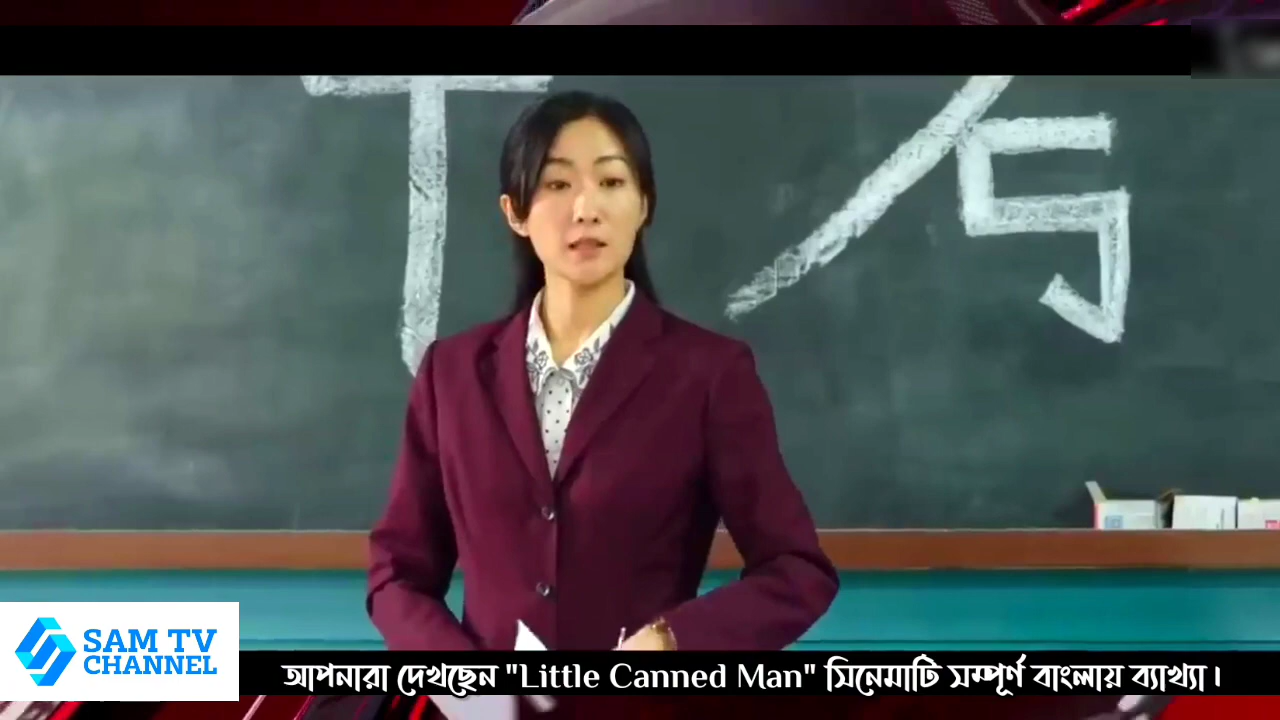 SAM TV
CHANNEL
আপনারা দেখছেন "Little Canned Man" সিনেমাটি সম্পূর্ণ বাংলায় ব্যাখ্যা।